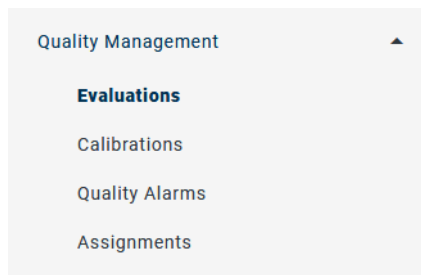 Quality Management
Evaluations
Calibrations
Quality Alarms
Assignments